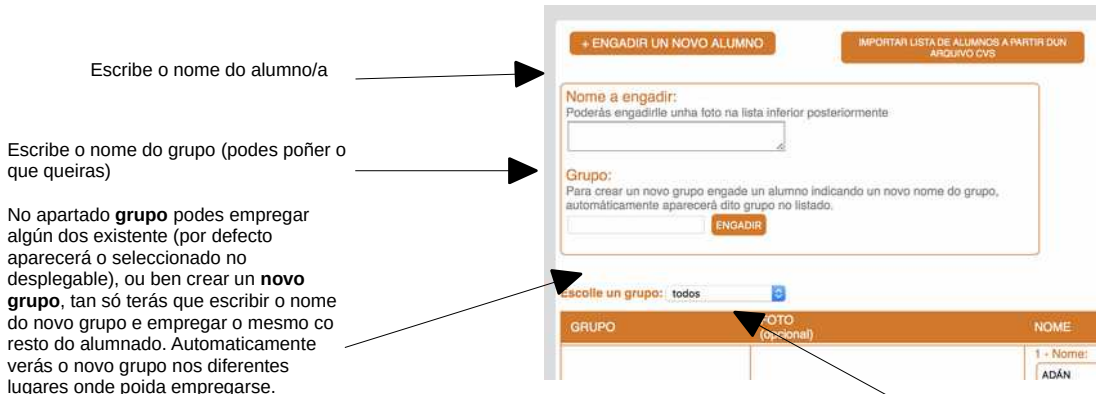 Escribe o nome do alumno/a
Escribe o nome do grupo (podes poñer o
que queiras)
No apartado grupo podes empregar
algún dos existente (por defecto
aparecerá o seleccionado no
desplegable), ou ben crear un novo
grupo, tan só terás que escribir o nome
do novo grupo e empregar o mesmo co
resto do alumnado. Automaticamente
verás o novo grupo nos diferentes
lugares onde poida empregarse.
+ ENGADIR UN NOVO ALUMNO
IMPORTAR LISTA DE ALUMNOS A PARTIR DUN
ARQUIVO CVS
Nome a engadir:
Poderás engadirlle unha foto na lista inferior posteriormente
Grupo:
Para crear un novo grupo engade un alumno indicando un novo nome do grupo,
automáticamente aparecerá dito grupo no listado.
ENGADIR
Escolle un grupo: todos
GRUPO
FOTO
(opcional)
NOME
1 - Nome:
ADÁN